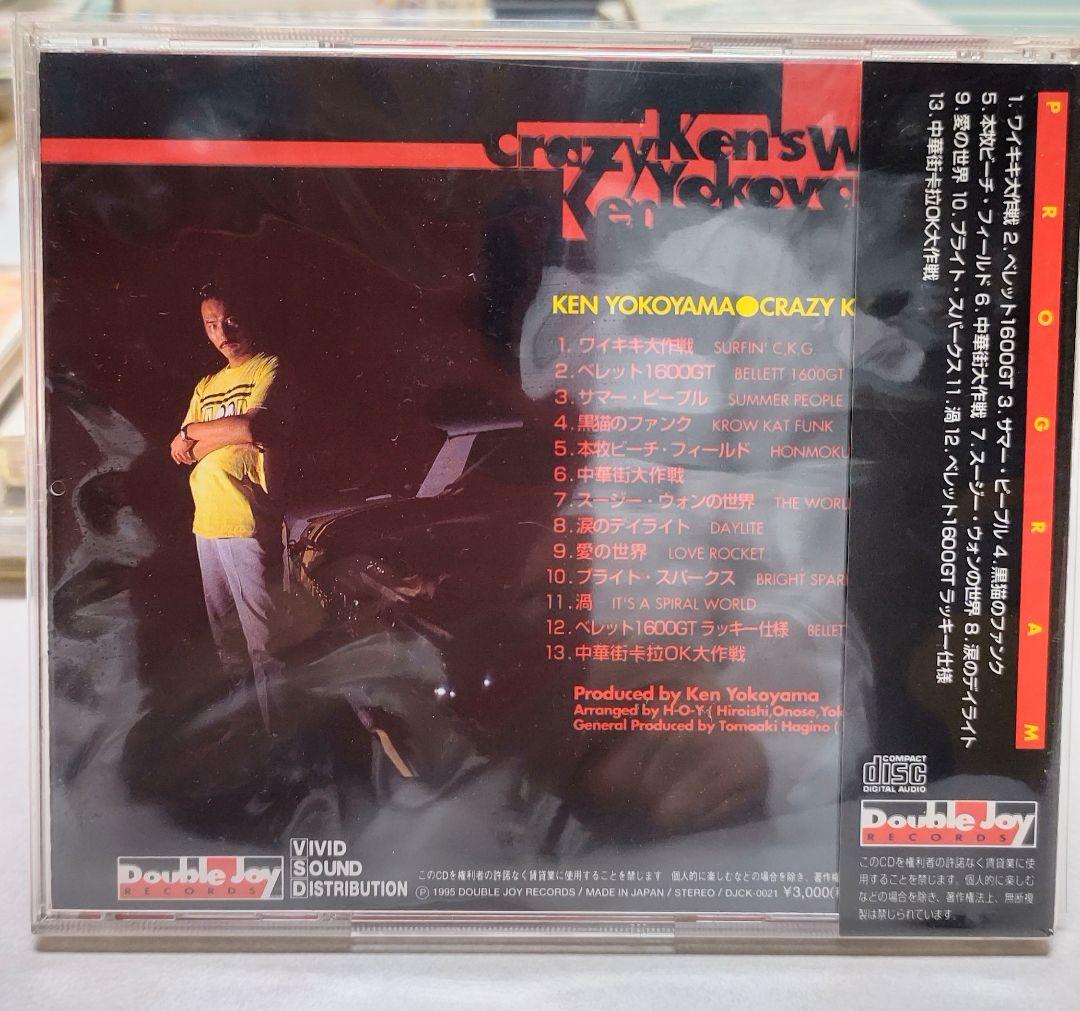 crazy Ken's W
Ken Yokoya
KEN YOKOYAMA●CRAZY K
1. ワイキキ大作戦 SURFIN' C,K,G
2. ベレット1600GT BELLETT 1600GT
3. サマー・ピープル SUMMER PEOPLE
4. 黒猫のファンク KROW KAT FUNK
5. 本牧ビーチ・フィールド HONMOKU
6. 中華街大作戦
7. スージー・ウォンの世界 THE WORL
8. 涙のデイライト DAYLITE
9. 愛の世界 LOVE ROCKET
10. ブライト・スパークス BRIGHT SPAR
11. 渦 IT'S A SPIRAL WORLD
12. ベレット1600GT ラッキー仕様 BELLET
13. 中華街卡拉OK大作戦
Produced by Ken Yokoyama
Arranged by H-O-Y ( Hiroishi,Onose,Yok
General Produced by Tomoaki Hagino (
Double Joy
RECORDS
VIVID
SOUND
DISTRIBUTION
このCDを権利者の許諾なく賃貸業に使用することを禁じます 個人的に楽しむなどの場合を除き、著作権
Ⓟ 1995 DOUBLE JOY RECORDS / MADE IN JAPAN / STEREO / DJCK-0021 ¥3,000(
PROGRAM
1. ワイキキ大作戦 2. ベレット1600GT 3. サマー・ピープル 4. 黒猫のファンク
5. 本牧ビーチ・フィールド 6. 中華街大作戦 7. スージー・ウォンの世界 8. 涙のデイライト
9. 愛の世界 10. ブライト・スパークス 11. 渦 12. ベレット1600GT ラッキー仕様
13. 中華街卡拉OK大作戦
COMPACT
disc
DIGITAL AUDIO
Double Joy
RECORDS
このCDを権利者の許諾なく賃貸業に使
用することを禁じます。個人的に楽しむ
などの場合を除き、著作権法上、無断複
製は禁じられています。